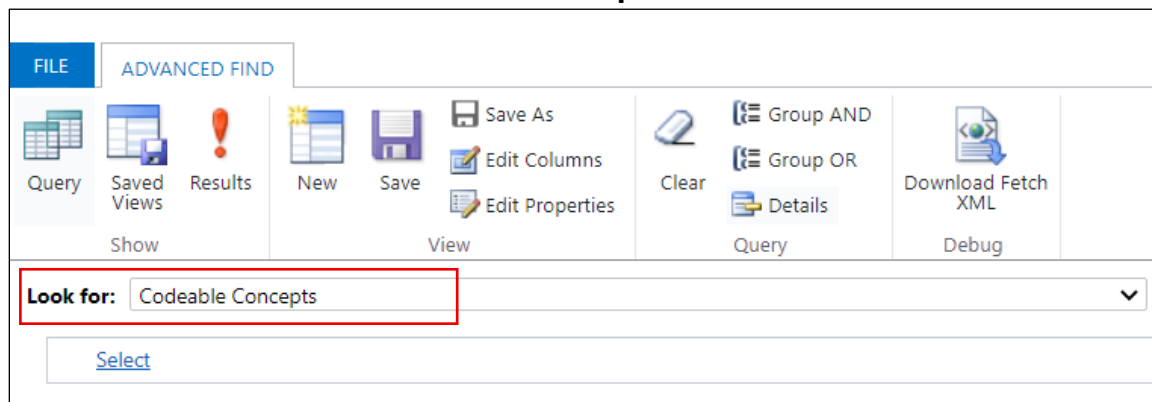 FILE
ADVANCED FIND
Query
Saved Views
Results
New
Save
Save As
Edit Columns
Edit Properties
Clear
Group AND
Group OR
Details
Download Fetch XML
Show
View
Query
Debug
Look for: Codeable Concepts
Select